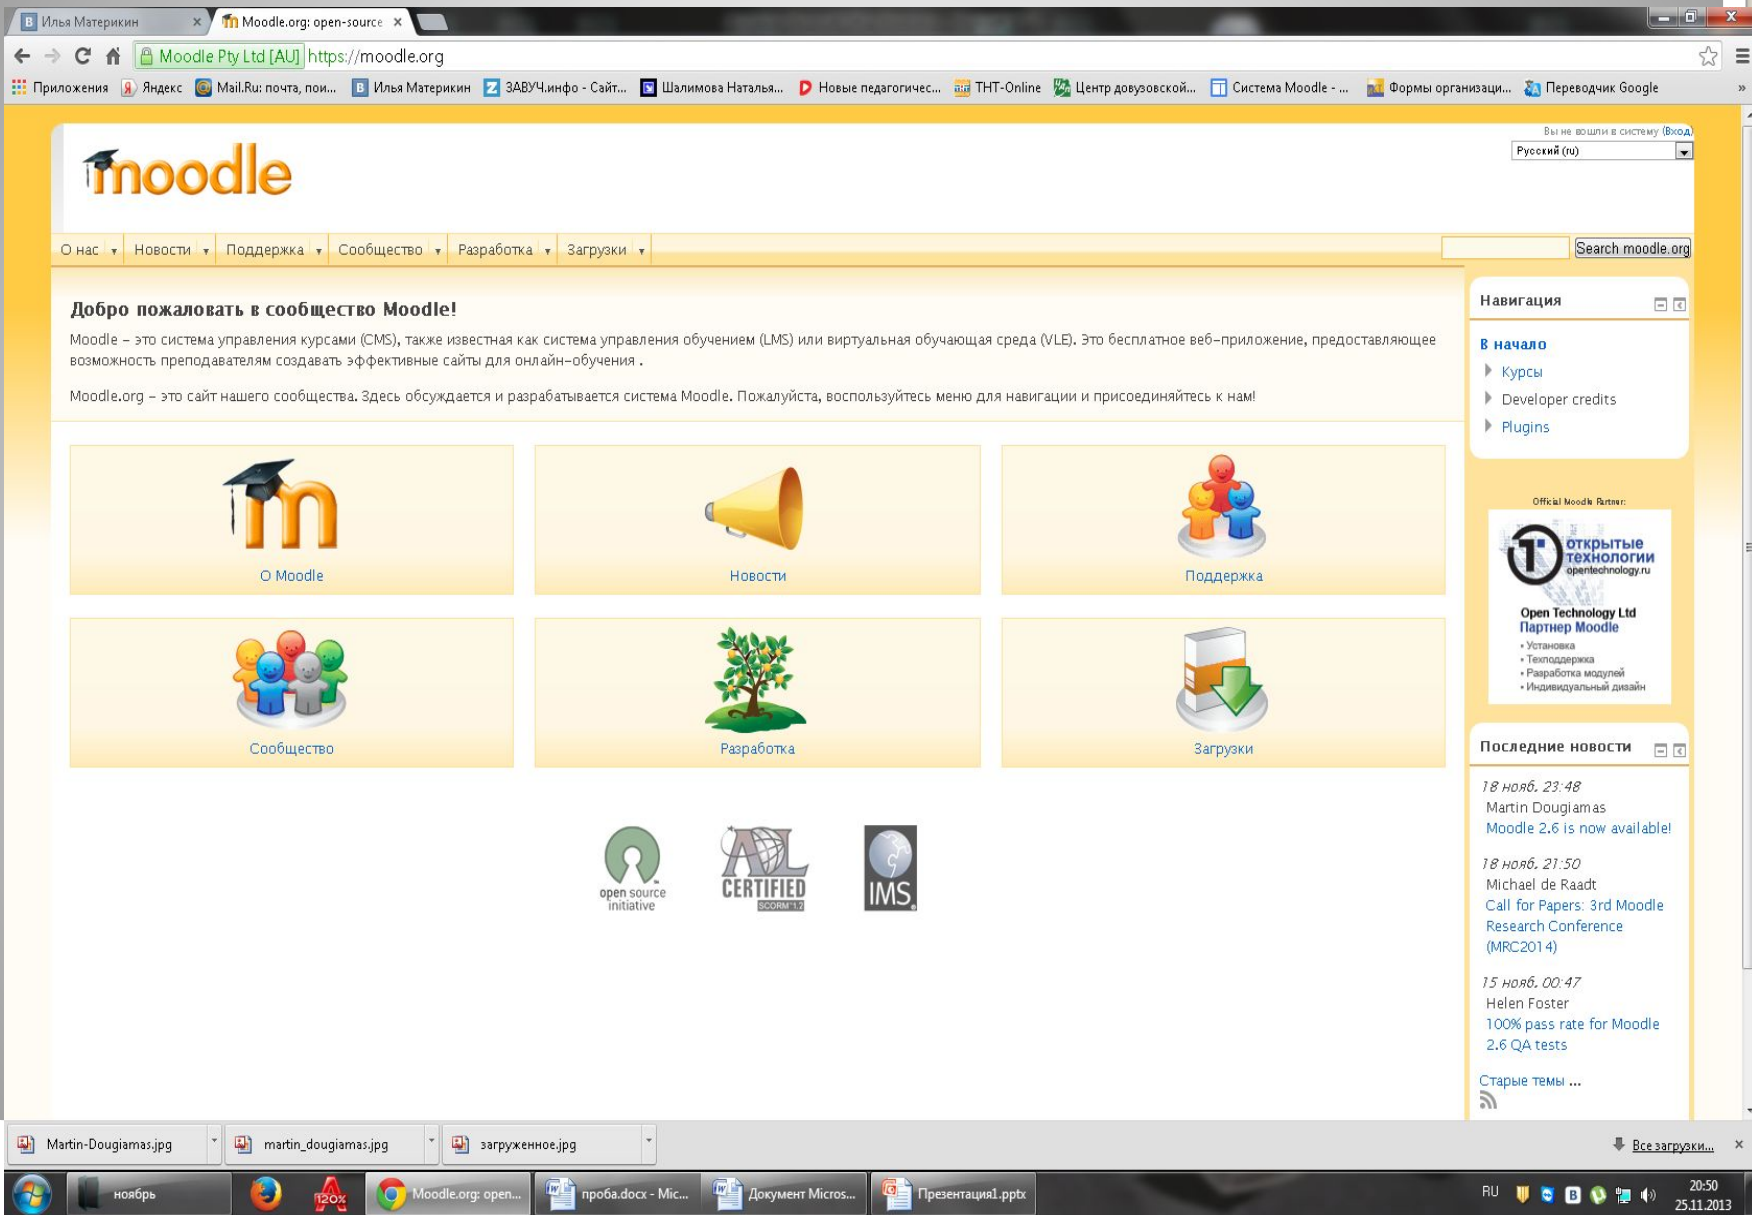 Илья Материкин
Moodle.org: open-source
Moodle Pty Ltd [AU] https://moodle.org
Приложения Яндекс Mail.Ru: почта, пои... Илья Материкин ЗАВУЧ.инфо - Сайт... Шалимова Наталья... Новые педагогичес... ТНТ-Online Центр довузовской... Система Moodle - ... Формы организаци... Переводчик Google »
Вы не вошли в систему (Вход)
Русский (ru)
moodle
О нас Новости Поддержка Сообщество Разработка Загрузки
Search moodle.org
Добро пожаловать в сообщество Moodle!
Moodle – это система управления курсами (CMS), также известная как система управления обучением (LMS) или виртуальная обучающая среда (VLE). Это бесплатное веб-приложение, предоставляющее
возможность преподавателям создавать эффективные сайты для онлайн-обучения .
Moodle.org – это сайт нашего сообщества. Здесь обсуждается и разрабатывается система Moodle. Пожалуйста, воспользуйтесь меню для навигации и присоединяйтесь к нам!
m
О Moodle
Новости
Поддержка
Сообщество
Разработка
Загрузки
open source
initiative
ADL
CERTIFIED
SCORM 1.2
IMS
Навигация
В начало
Курсы
Developer credits
Plugins
Official Moodle Partner:
открытые
технологии
opentechnology.ru
Open Technology Ltd
Партнер Moodle
• Установка
• Техподдержка
• Разработка модулей
• Индивидуальный дизайн
Последние новости
18 нояб. 23:48
Martin Dougiamas
Moodle 2.6 is now available!
18 нояб. 21:50
Michael de Raadt
Call for Papers: 3rd Moodle
Research Conference
(MRC2014)
15 нояб. 00:47
Helen Foster
100% pass rate for Moodle
2.6 QA tests
Старые темы ...
Martin-Dougiamas.jpg martin_dougiamas.jpg загруженное.jpg
Все загрузки...
ноябрь 120% Moodle.org: open... проба.docx - Mic... Документ Micros... Презентация1.pptx
RU
20:50
25.11.2013